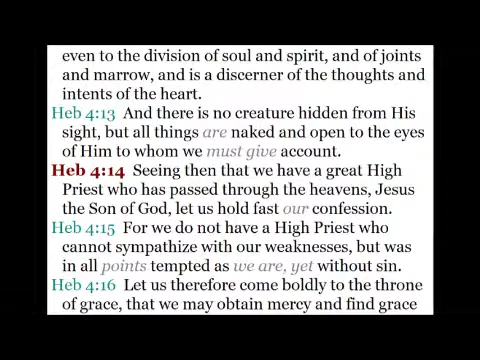 even to the division of soul and spirit, and of joints
and marrow, and is a discerner of the thoughts and
intents of the heart.
Heb 4:13 And there is no creature hidden from His
sight, but all things are naked and open to the eyes
of Him to whom we must give account.
Heb 4:14 Seeing then that we have a great High
Priest who has passed through the heavens, Jesus
the Son of God, let us hold fast our confession.
Heb 4:15 For we do not have a High Priest who
cannot sympathize with our weaknesses, but was
in all points tempted as we are, yet without sin.
Heb 4:16 Let us therefore come boldly to the throne
of grace, that we may obtain mercy and find grace